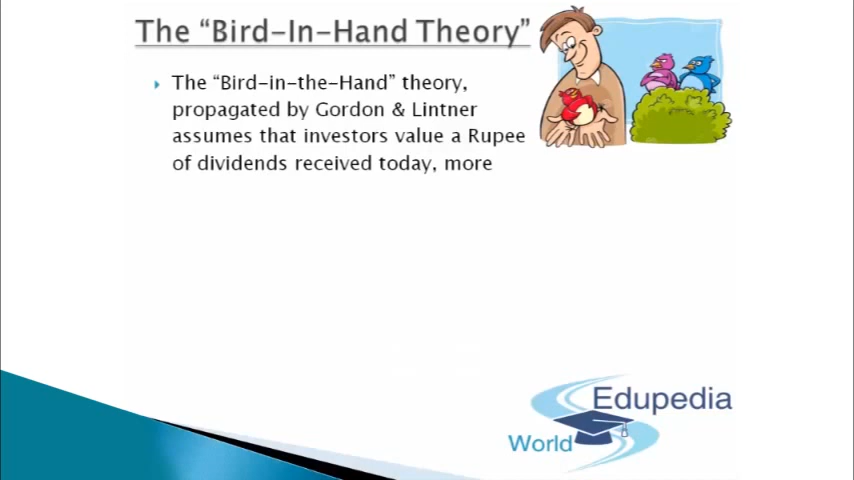 The “Bird-In-Hand Theory”
The “Bird-in-the-Hand” theory,
propagated by Gordon & Lintner
assumes that investors value a Rupee
of dividends received today, more
Edupedia
World